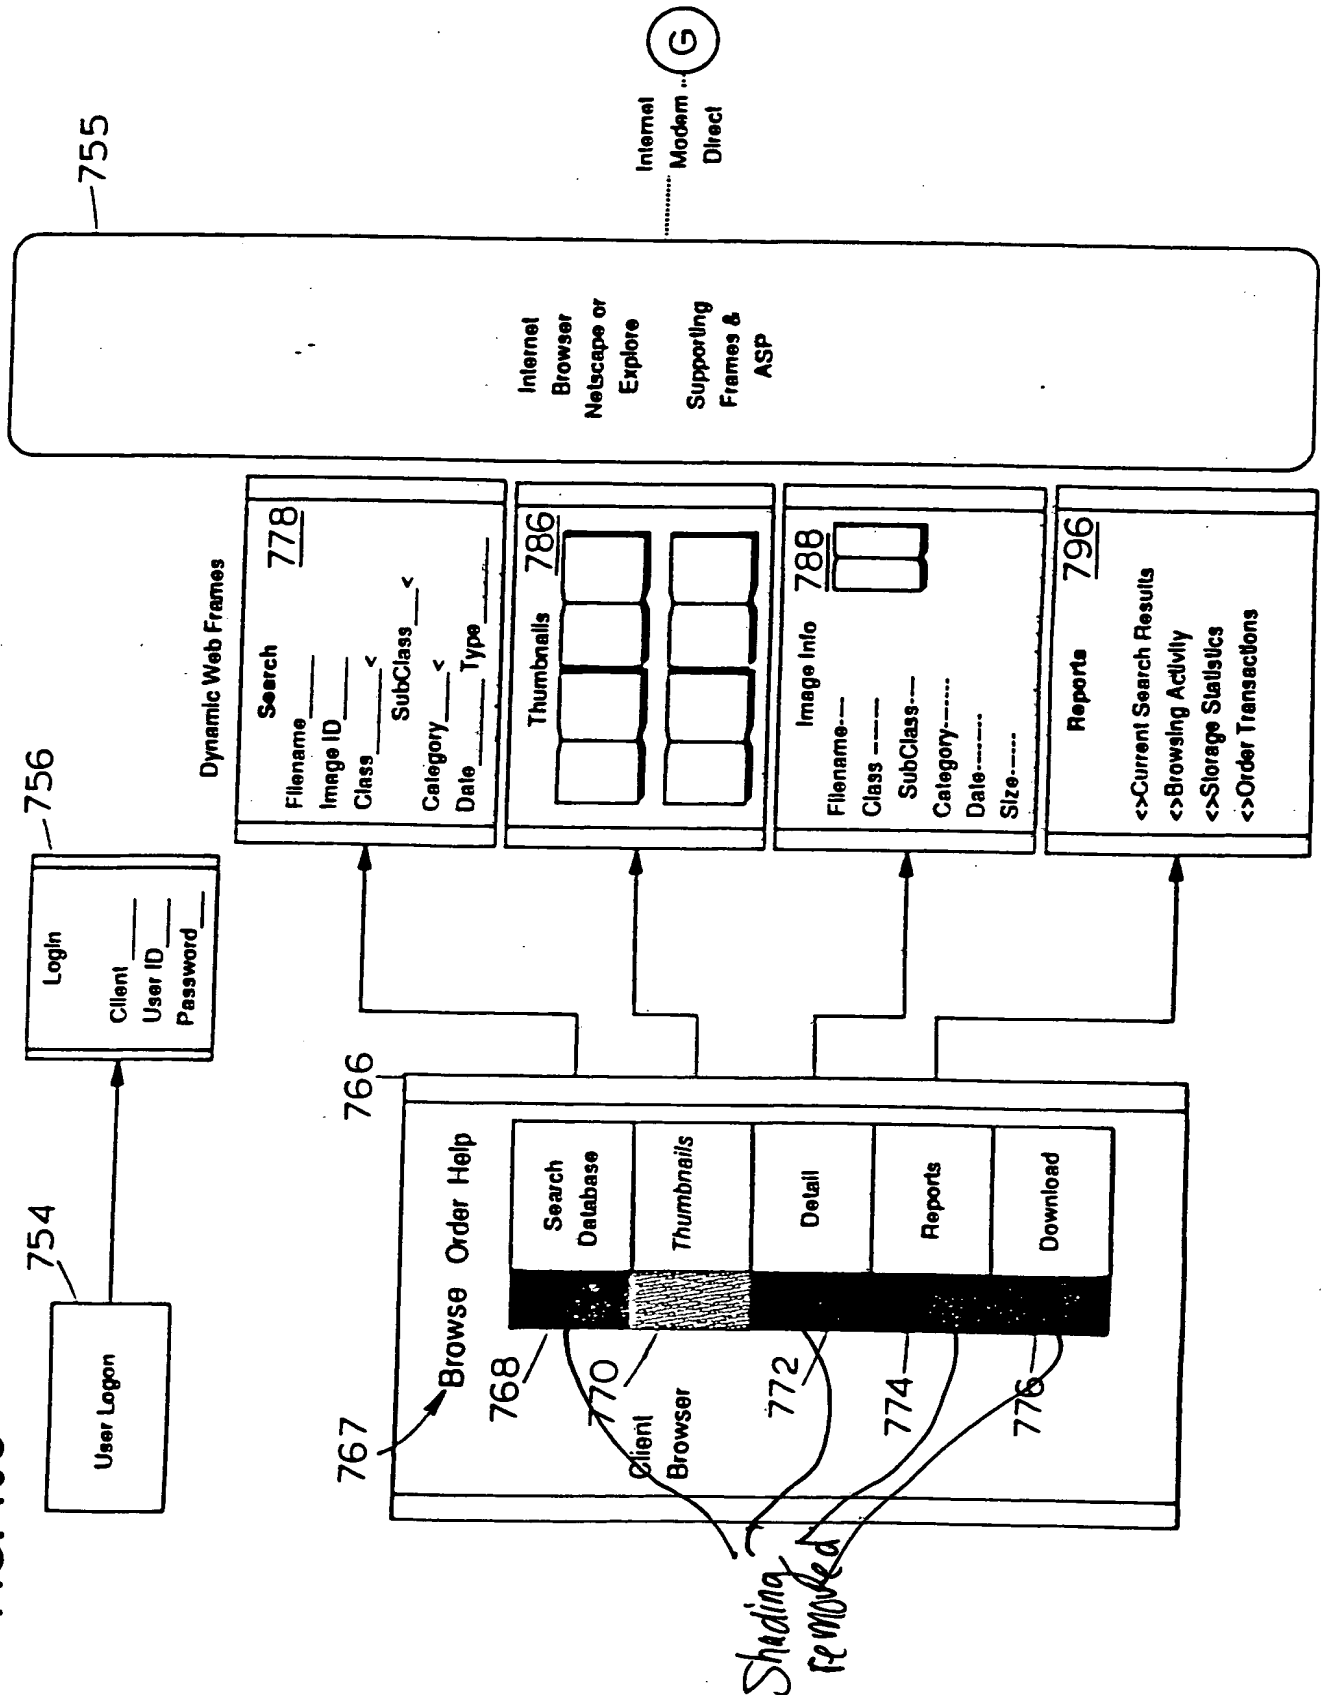 754
User Logon
756
Login
Client
User ID
Password
Dynamic Web Frames
755
Internet
Browser
Netscape or
Explore
Supporting
Frames &
ASP
Internet
Modem
Direct
G
766
767
Browse Order Help
Client
Browser
768
Search
Database
770
Thumbnails
772
Detail
774
Reports
776
Download
Search
778
Filename
Image ID
Class <
SubClass <
Category <
Date Type
Thumbnails
786
Image Info
788
Filename----
Class -----
SubClass---
Category------
Date-------
Size------
Reports
796
<>Current Search Results
<>Browsing Activity
<>Storage Statistics
<>Order Transactions
Shading
removed